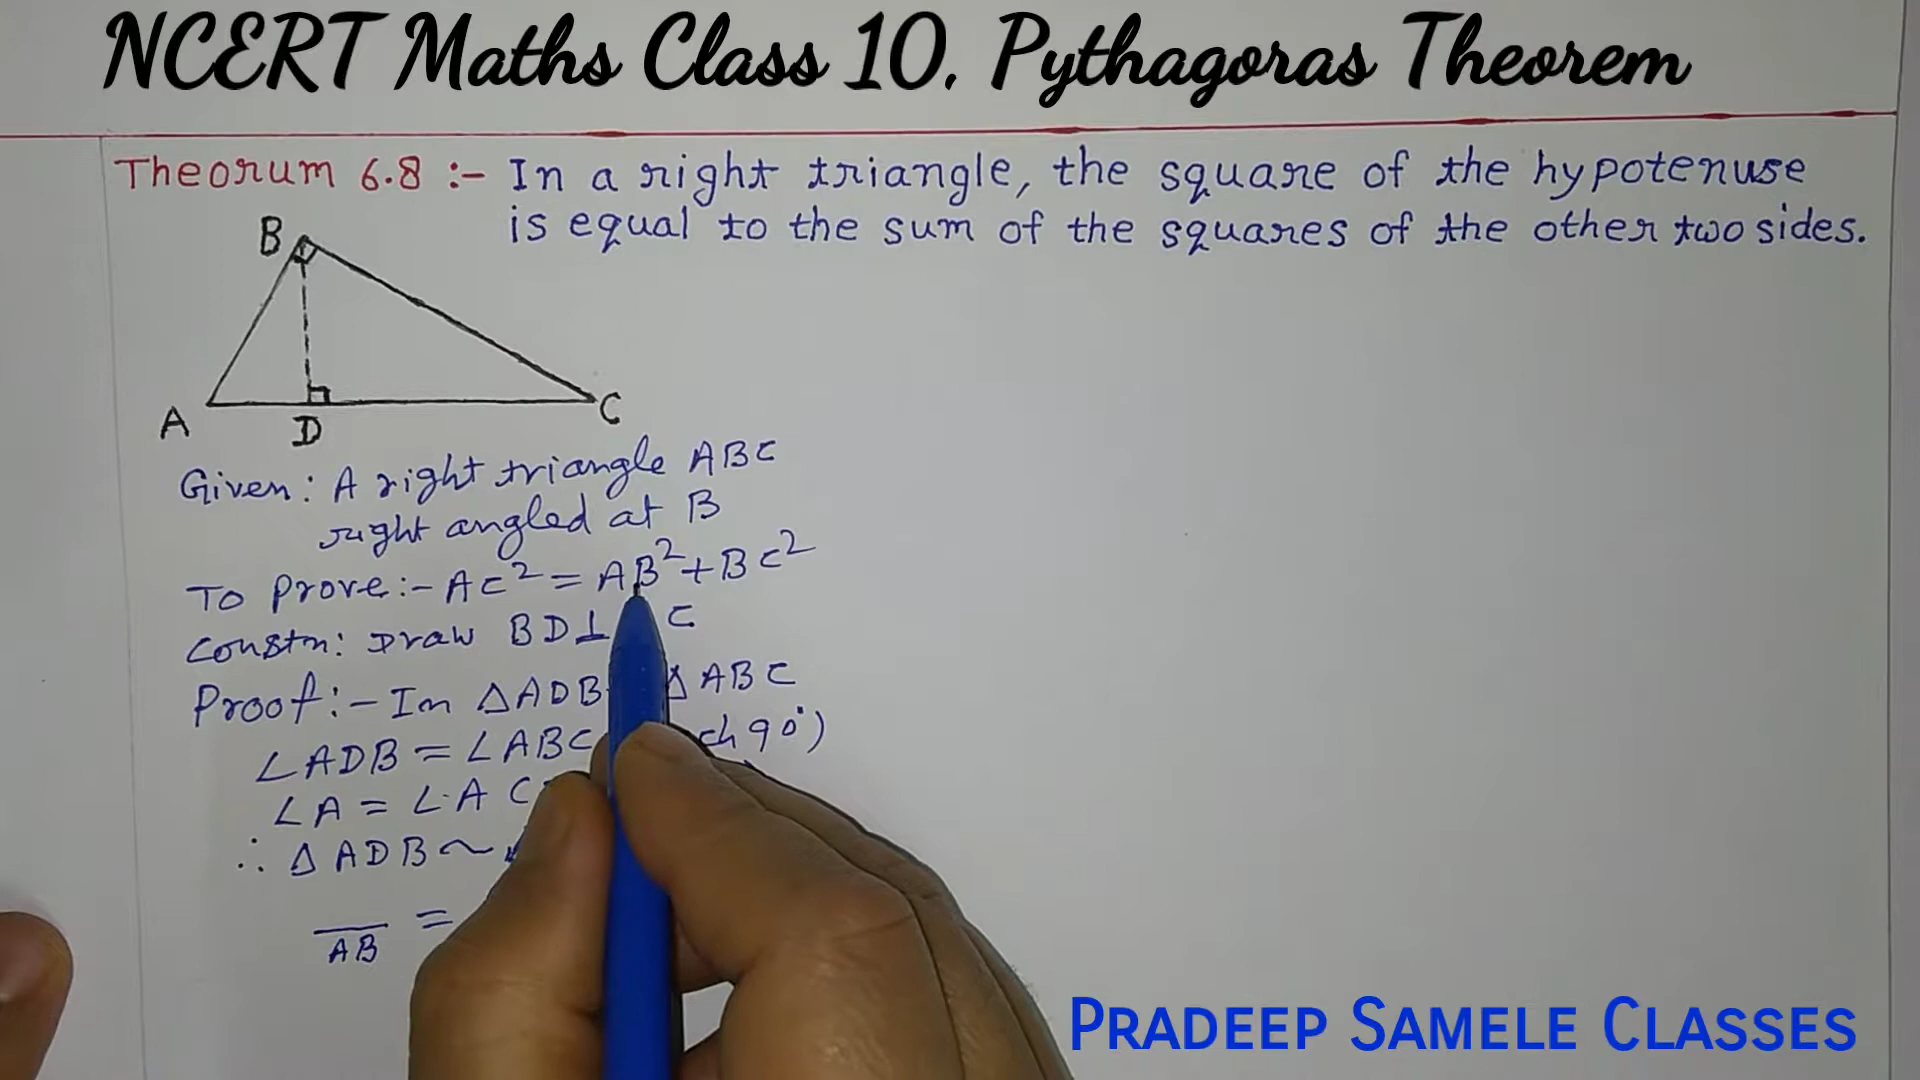 NCERT Maths Class 10. Pythagoras Theorem
Theorum 6.8 :- In a right triangle, the square of the hypotenuse
is equal to the sum of the squares of the other two sides.
B
A
D
C
Given: A right triangle ABC
right angled at B
To Prove:- AC² = AB² + BC²
Constn: Draw BD⊥ C
Proof:- In ΔADB ΔABC
∠ADB = ∠ABC 90°)
∠A = ∠A
∴ ΔADB ~
=
AB
PRADEEP SAMELE CLASSES